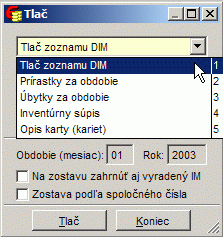 Tlač
Tlač zoznamu DIM
Tlač zoznamu DIM 1
Prírastky za obdobie 2
Úbytky za obdobie 3
Inventúrny súpis 4
Opis karty (kariet) 5
Obdobie (mesiac): 01 Rok: 2003
Na zostavu zahrnúť aj vyradený IM
Zostava podľa spoločného čísla
Tlač Koniec